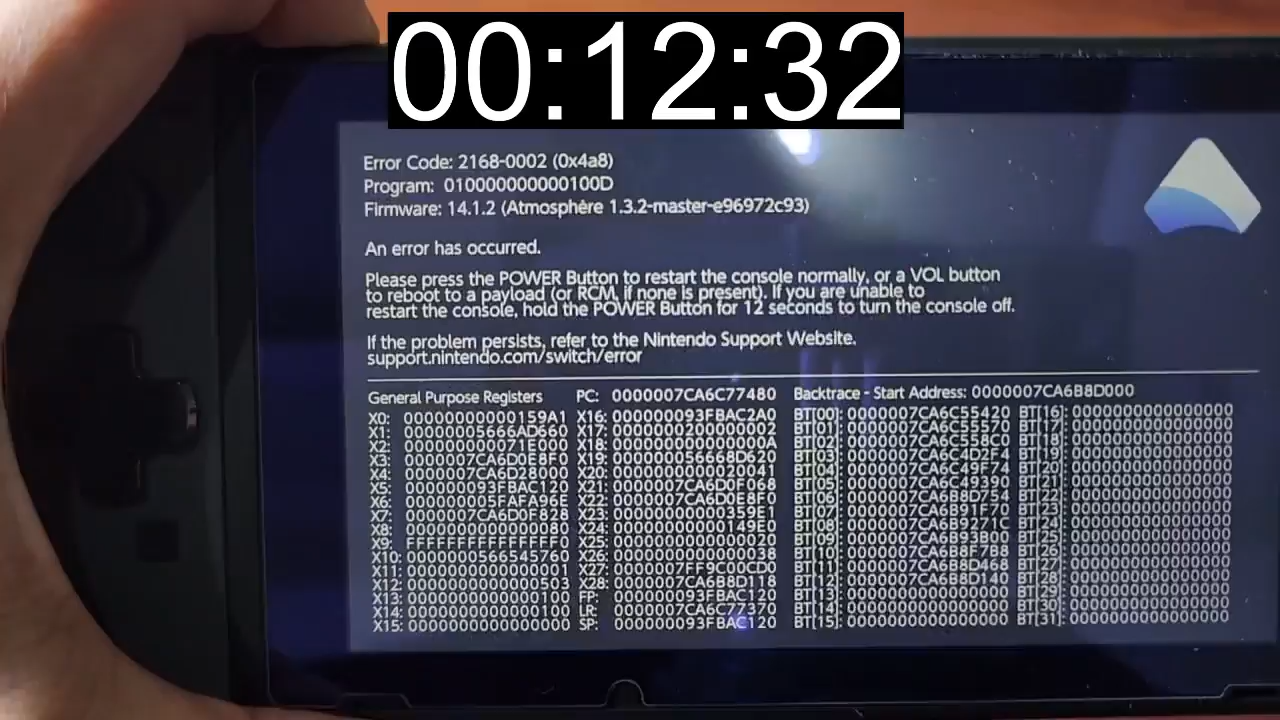 00:12:32
Error Code: 2168-0002 (0x4a8)
Program: 010000000000100D
Firmware: 14.1.2 (Atmosphère 1.3.2-master-e96972c93)
An error has occurred.
Please press the POWER Button to restart the console normally, or a VOL button
to reboot to a payload (or RCM, if none is present). If you are unable to
restart the console, hold the POWER Button for 12 seconds to turn the console off.
If the problem persists, refer to the Nintendo Support Website.
support.nintendo.com/switch/error
General Purpose Registers PC: 0000007CA6C77480 Backtrace - Start Address: 0000007CA6B8D000
X0: 00000000000159A1 X16: 000000093FBAC2A0 BT[00]: 0000007CA6C55420 BT[16]: 0000000000000000
X1: 00000005666AD660 X17: 0000000200000002 BT[01]: 0000007CA6C55570 BT[17]: 0000000000000000
X2: 000000000071E000 X18: 000000000000000A BT[02]: 0000007CA6C558C0 BT[18]: 0000000000000000
X3: 0000007CA6D0E8F0 X19: 000000056668D620 BT[03]: 0000007CA6C4D2F4 BT[19]: 0000000000000000
X4: 0000007CA6D28000 X20: 0000000000020041 BT[04]: 0000007CA6C49F74 BT[20]: 0000000000000000
X5: 000000093FBAC120 X21: 0000007CA6D0F068 BT[05]: 0000007CA6C49390 BT[21]: 0000000000000000
X6: 00000005FAFA96E X22: 0000007CA6D0E8F0 BT[06]: 0000007CA6B8D754 BT[22]: 0000000000000000
X7: 0000007CA6D0F828 X23: 00000000000359E1 BT[07]: 0000007CA6B91F70 BT[23]: 0000000000000000
X8: 0000000000000080 X24: 00000000000149E0 BT[08]: 0000007CA6B9271C BT[24]: 0000000000000000
X9: FFFFFFFFFFFFFFF0 X25: 0000000000000020 BT[09]: 0000007CA6B93B00 BT[25]: 0000000000000000
X10: 0000000566545760 X26: 0000000000000038 BT[10]: 0000007CA6B8F7B8 BT[26]: 0000000000000000
X11: 0000000000000001 X27: 0000007FF9C00CD0 BT[11]: 0000007CA6B8D468 BT[27]: 0000000000000000
X12: 0000000000000503 X28: 0000007CA6B8D118 BT[12]: 0000007CA6B8D140 BT[28]: 0000000000000000
X13: 0000000000000100 FP: 000000093FBAC120 BT[13]: 0000000000000000 BT[29]: 0000000000000000
X14: 0000000000000100 LR: 0000007CA6C77370 BT[14]: 0000000000000000 BT[30]: 0000000000000000
X15: 0000000000000000 SP: 000000093FBAC120 BT[15]: 0000000000000000 BT[31]: 0000000000000000